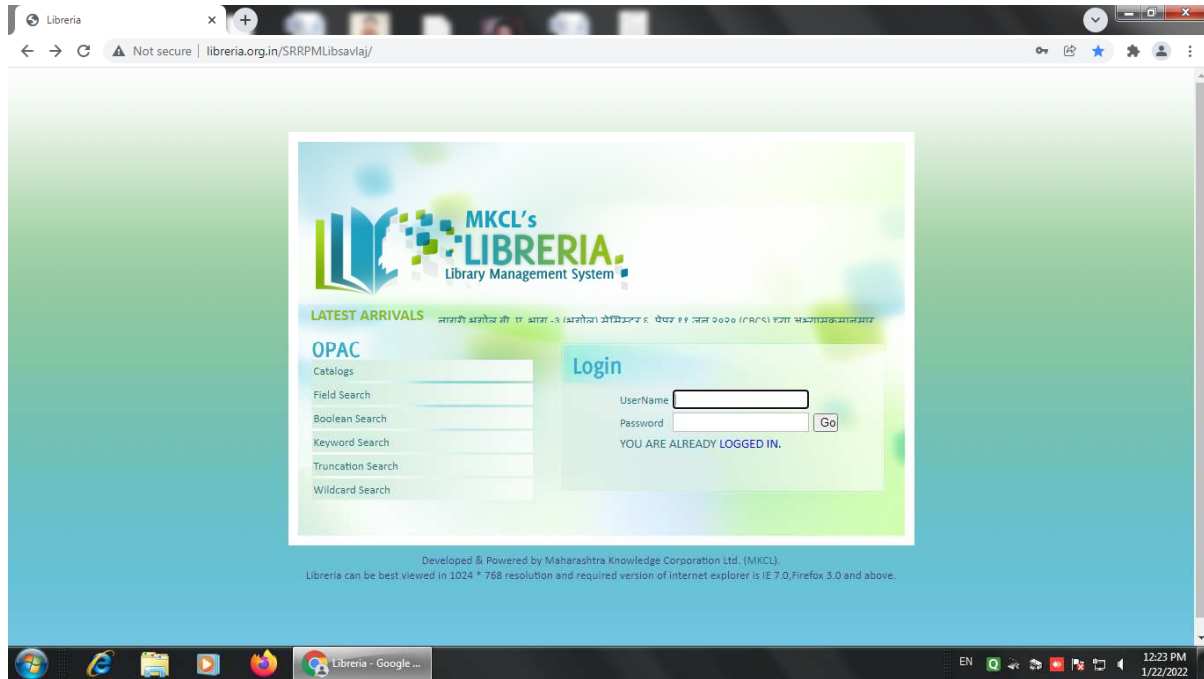 Libreria
Not secure | libreria.org.in/SRRPMLibsavlaj/
MKCL's
LIBRERIA
Library Management System
LATEST ARRIVALS
OPAC
Catalogs
Field Search
Boolean Search
Keyword Search
Truncation Search
Wildcard Search
Login
UserName
Password
Go
YOU ARE ALREADY LOGGED IN.
Developed & Powered by Maharashtra Knowledge Corporation Ltd. (MKCL).
Libreria can be best viewed in 1024 * 768 resolution and required version of internet explorer is IE 7.0,Firefox 3.0 and above.
Libreria - Google ...
EN
12:23 PM
1/22/2022